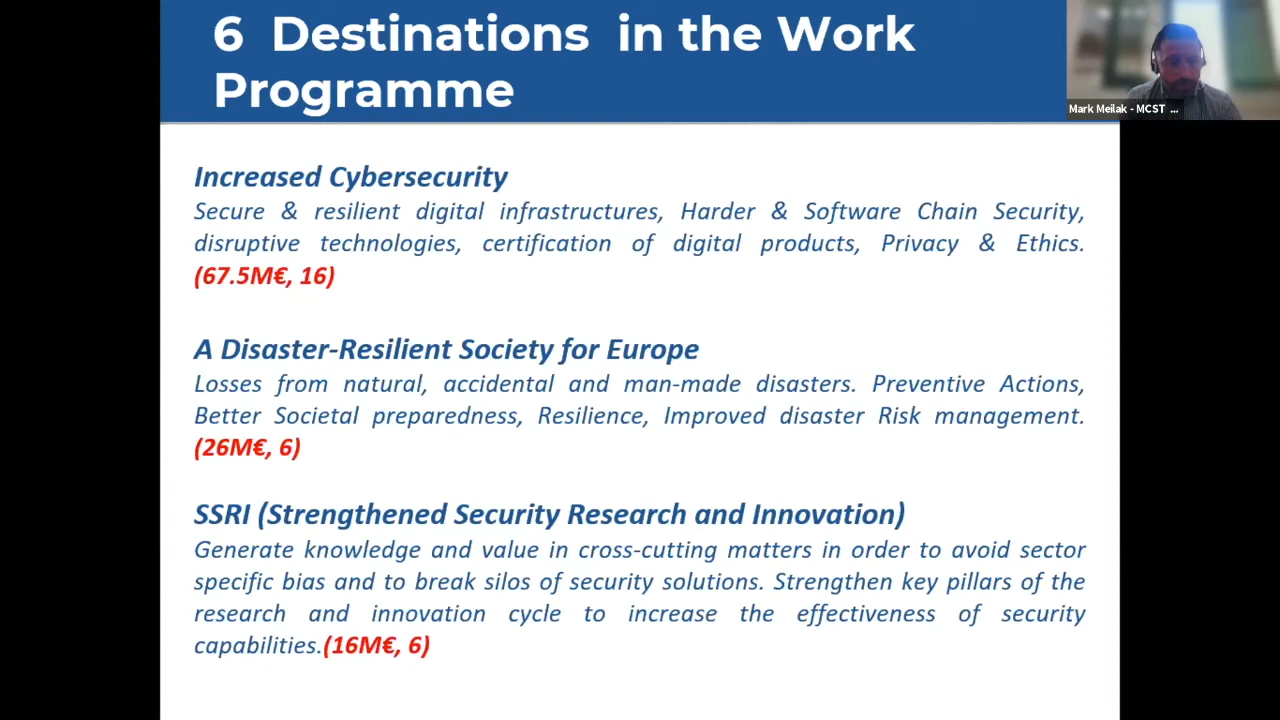 6 Destinations in the Work
Programme
Mark Meilak - MCST ...
Increased Cybersecurity
Secure & resilient digital infrastructures, Harder & Software Chain Security,
disruptive technologies, certification of digital products, Privacy & Ethics.
(67.5M€, 16)
A Disaster-Resilient Society for Europe
Losses from natural, accidental and man-made disasters. Preventive Actions,
Better Societal preparedness, Resilience, Improved disaster Risk management.
(26M€, 6)
SSRI (Strengthened Security Research and Innovation)
Generate knowledge and value in cross-cutting matters in order to avoid sector
specific bias and to break silos of security solutions. Strengthen key pillars of the
research and innovation cycle to increase the effectiveness of security
capabilities.(16M€, 6)